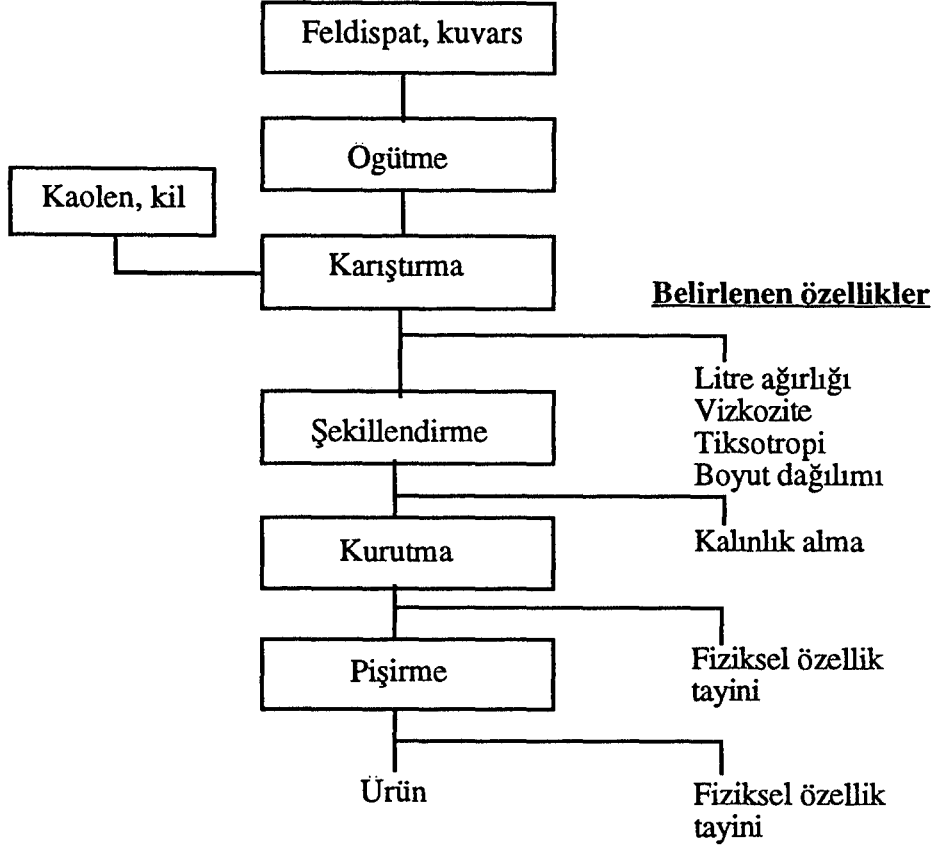 Feldispat, kuvars
Ögütme
Kaolen, kil
Karıştırma
Belirlenen özellikler
Litre ağırlığı
Vizkozite
Tiksotropi
Boyut dağılımı
Şekillendirme
Kalınlık alma
Kurutma
Fiziksel özellik
tayini
Pişirme
Ürün
Fiziksel özellik
tayini